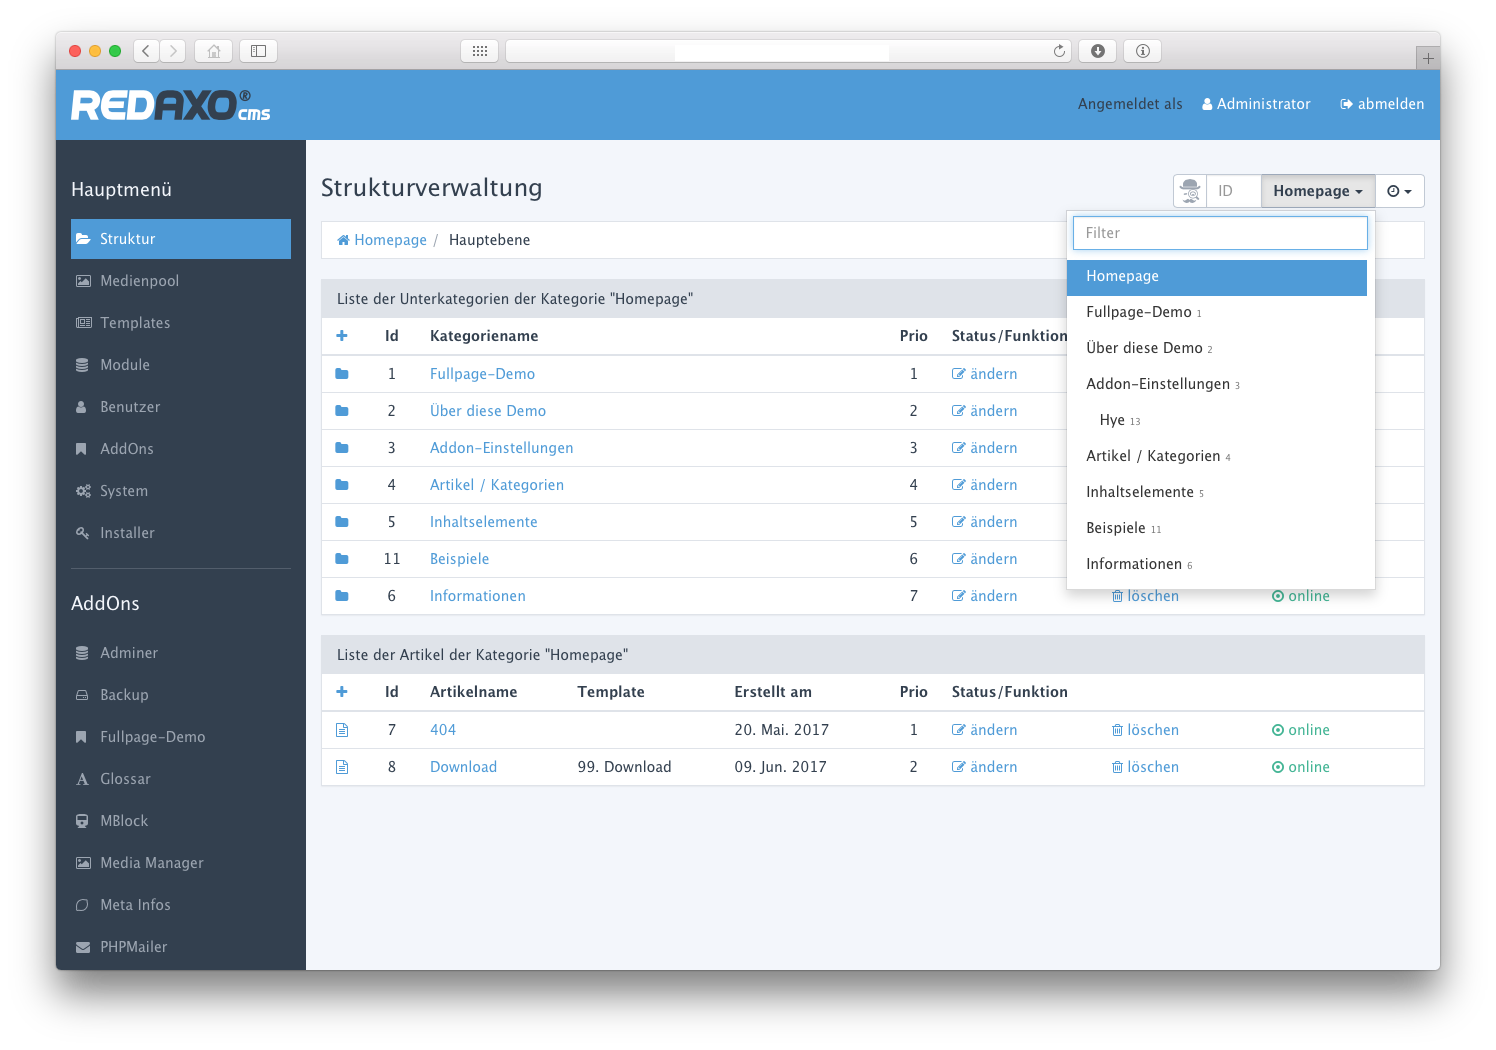 REDAXO® cms
Angemeldet als Administrator abmelden
Hauptmenü
Struktur
Medienpool
Templates
Module
Benutzer
AddOns
System
Installer
AddOns
Adminer
Backup
Fullpage-Demo
Glossar
MBlock
Media Manager
Meta Infos
PHPMailer
Strukturverwaltung
ID Homepage
Homepage / Hauptebene
Filter
Homepage
Fullpage-Demo 1
Über diese Demo 2
Addon-Einstellungen 3
Hye 13
Artikel / Kategorien 4
Inhaltselemente 5
Beispiele 11
Informationen 6
Liste der Unterkategorien der Kategorie "Homepage"
+ Id Kategoriename Prio Status/Funktion
1 Fullpage-Demo 1 ändern
2 Über diese Demo 2 ändern
3 Addon-Einstellungen 3 ändern
4 Artikel / Kategorien 4 ändern
5 Inhaltselemente 5 ändern
11 Beispiele 6 ändern
6 Informationen 7 ändern löschen online
Liste der Artikel der Kategorie "Homepage"
+ Id Artikelname Template Erstellt am Prio Status/Funktion
7 404 20. Mai. 2017 1 ändern löschen online
8 Download 99. Download 09. Jun. 2017 2 ändern löschen online